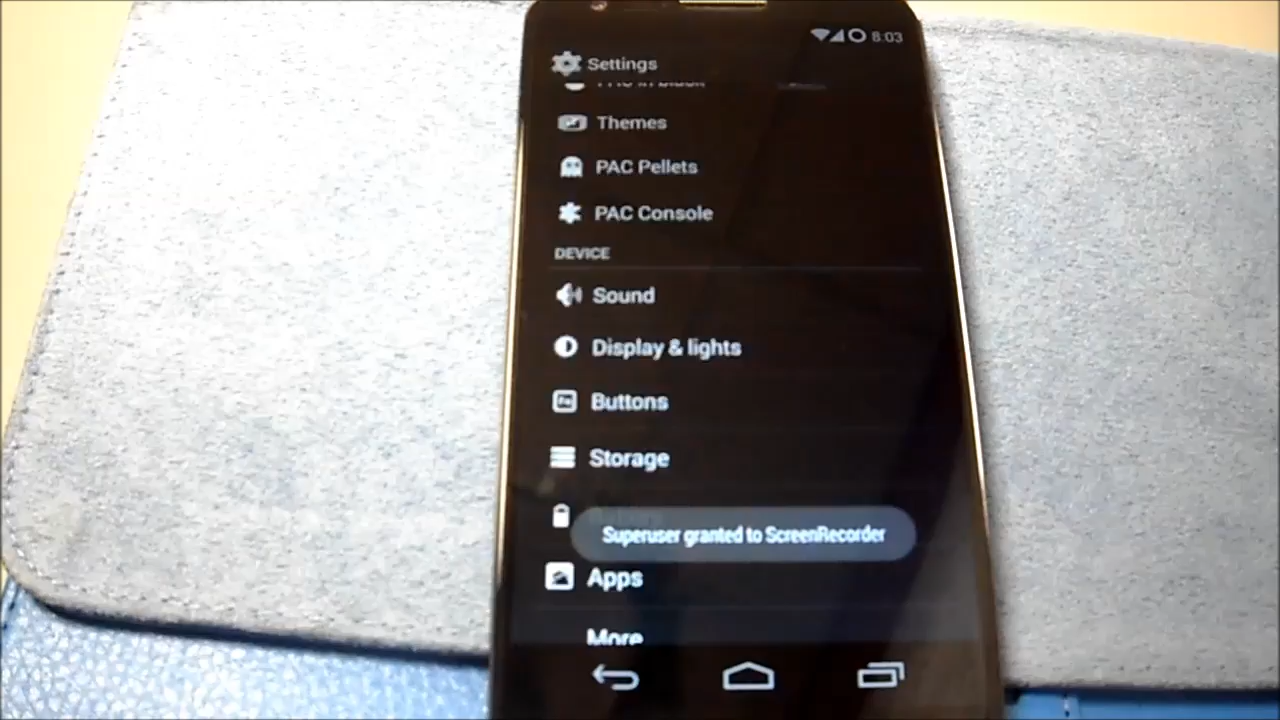 8:03
Settings
Themes
PAC Pellets
PAC Console
DEVICE
Sound
Display & lights
Buttons
Storage
Superuser granted to ScreenRecorder
Apps
More